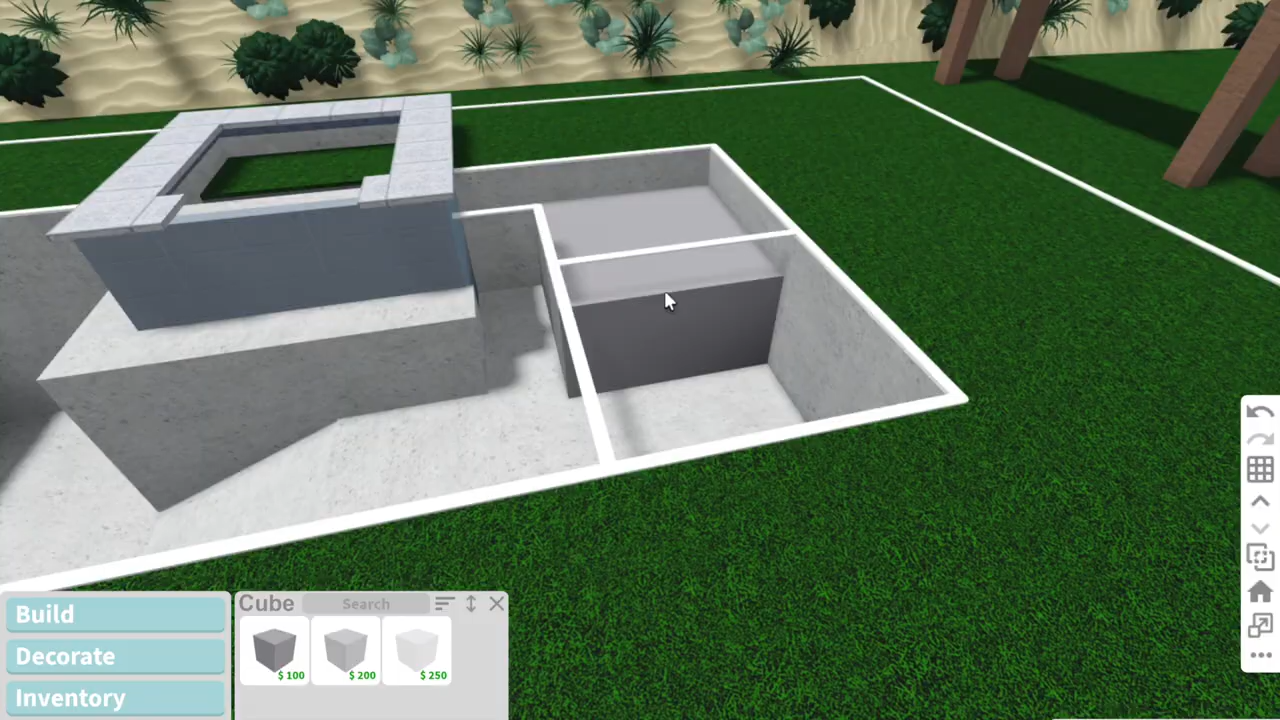 Build
Decorate
Inventory
Cube
Search
$ 100
$ 200
$ 250